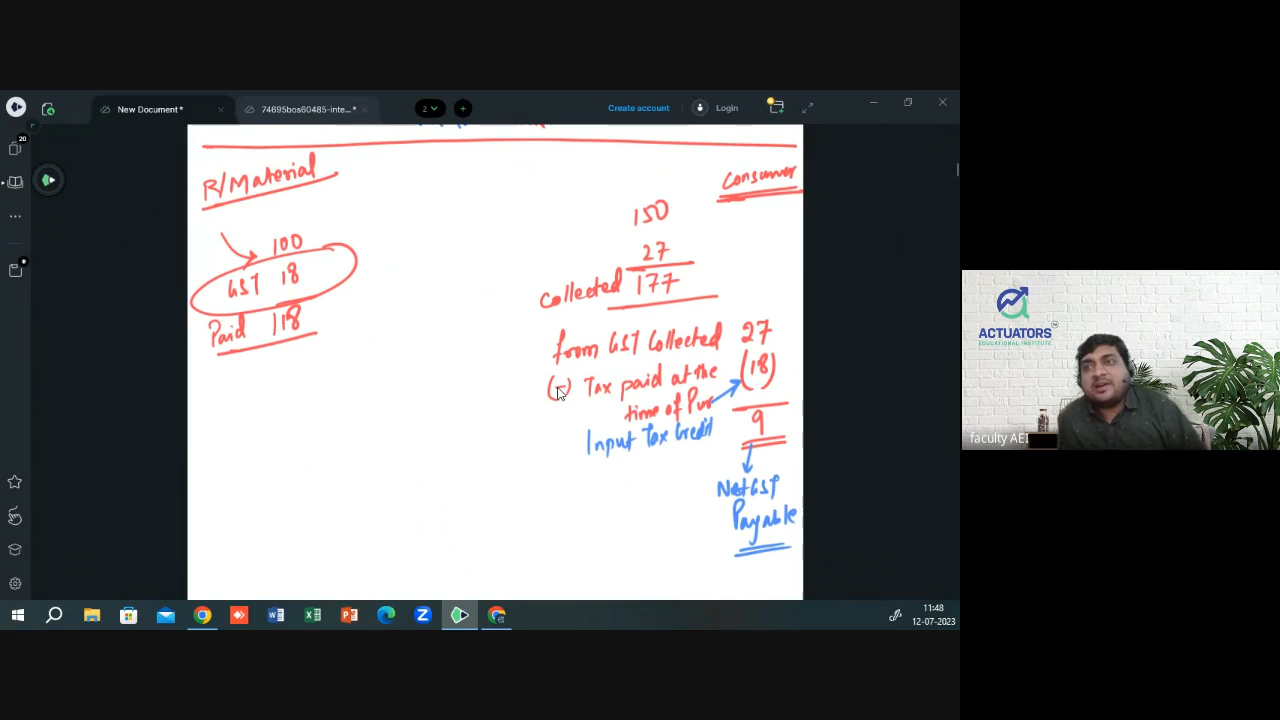 New Document*
74695bos60485-inte...*
2
Create account
Login
20
R/Material
100
GST 18
Paid 118
Consumer
150
27
Collected 177
from GST Collected 27
(-) Tax paid at the (18)
time of Pur
Input Tax Credit 9
Net GST
Payable
ACTUATORS
EDUCATIONAL INSTITUTE
faculty AEI
11:48
12-07-2023